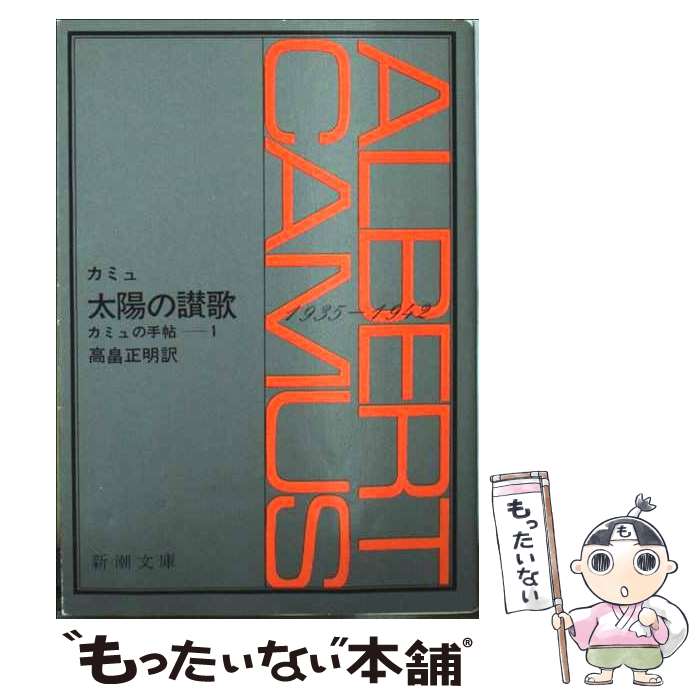 ALBERT
CAMUS
1935-1942
カミュ
太陽の讃歌
カミュの手帖——1
高畠正明訳
新潮文庫
もったいない
も
"もったいない本舗®